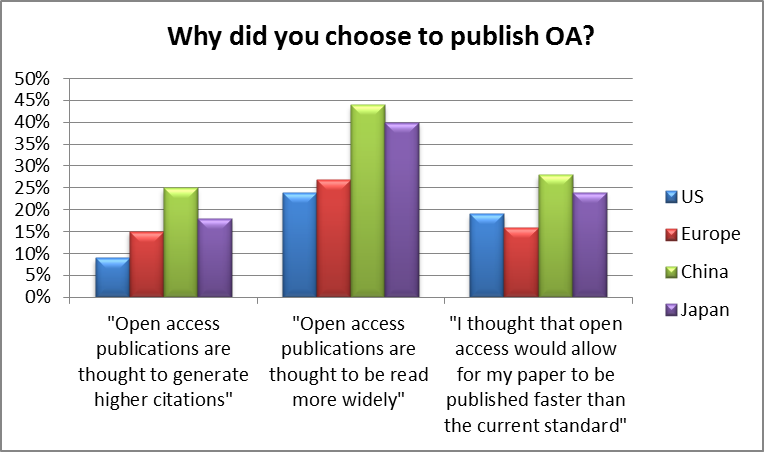 Why did you choose to publish OA?
50%
45%
40%
35%
30%
25%
20%
15%
10%
5%
0%
US
Europe
China
Japan
"Open access
publications are
thought to generate
higher citations"
"Open access
publications are
thought to be read
more widely"
"I thought that open
access would allow
for my paper to be
published faster than
the current standard"